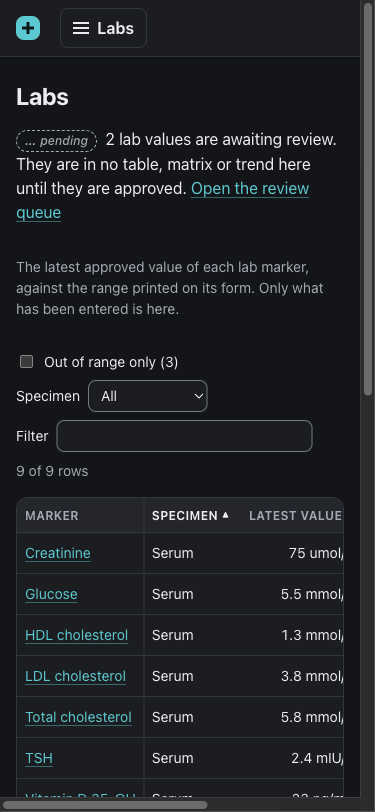 Labs
Labs
... pending 2 lab values are awaiting review.
They are in no table, matrix or trend here
until they are approved. Open the review
queue
The latest approved value of each lab marker,
against the range printed on its form. Only what
has been entered is here.
Out of range only (3)
Specimen All
Filter
9 of 9 rows
MARKER SPECIMEN ▲ LATEST VALUE
Creatinine Serum 75 umol/
Glucose Serum 5.5 mmol/
HDL cholesterol Serum 1.3 mmol/
LDL cholesterol Serum 3.8 mmol/
Total cholesterol Serum 5.8 mmol/
TSH Serum 2.4 mIU/